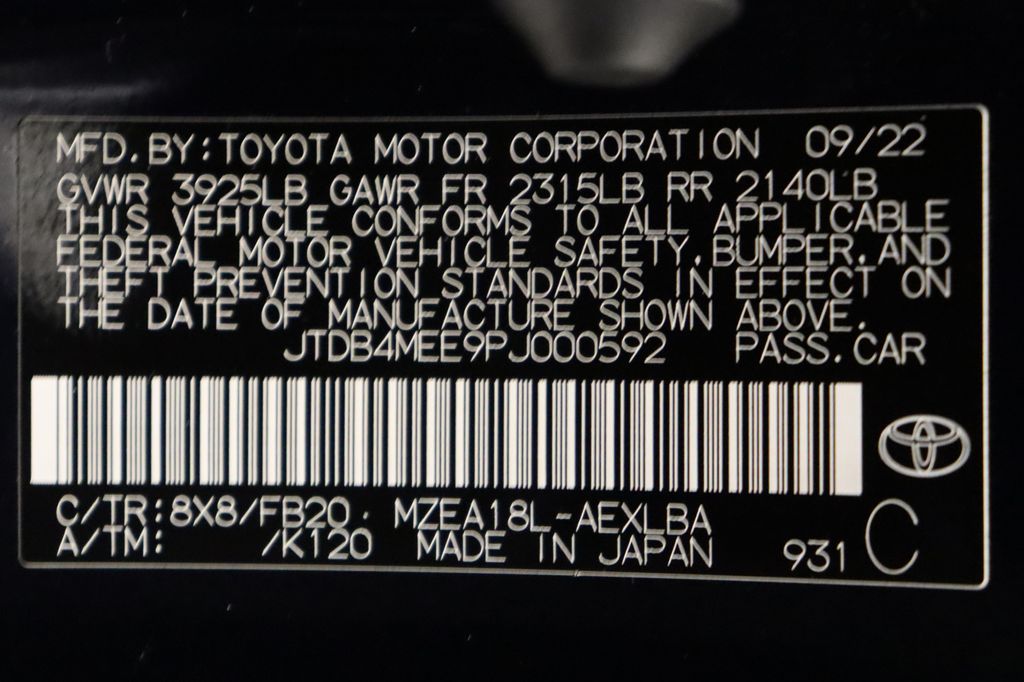 MFD. BY: TOYOTA MOTOR CORPORATION 09/22
GVWR 3925LB GAWR FR 2315LB RR 2140LB
THIS VEHICLE CONFORMS TO ALL APPLICABLE
FEDERAL MOTOR VEHICLE SAFETY, BUMPER, AND
THEFT PREVENTION STANDARDS IN EFFECT ON
THE DATE OF MANUFACTURE SHOWN ABOVE.
JTDB4MEE9PJ000592 PASS. CAR
C/TR: 8X8/FB20 . MZEA18L-AEXLBA
A/TM: /K120 MADE IN JAPAN 931 C